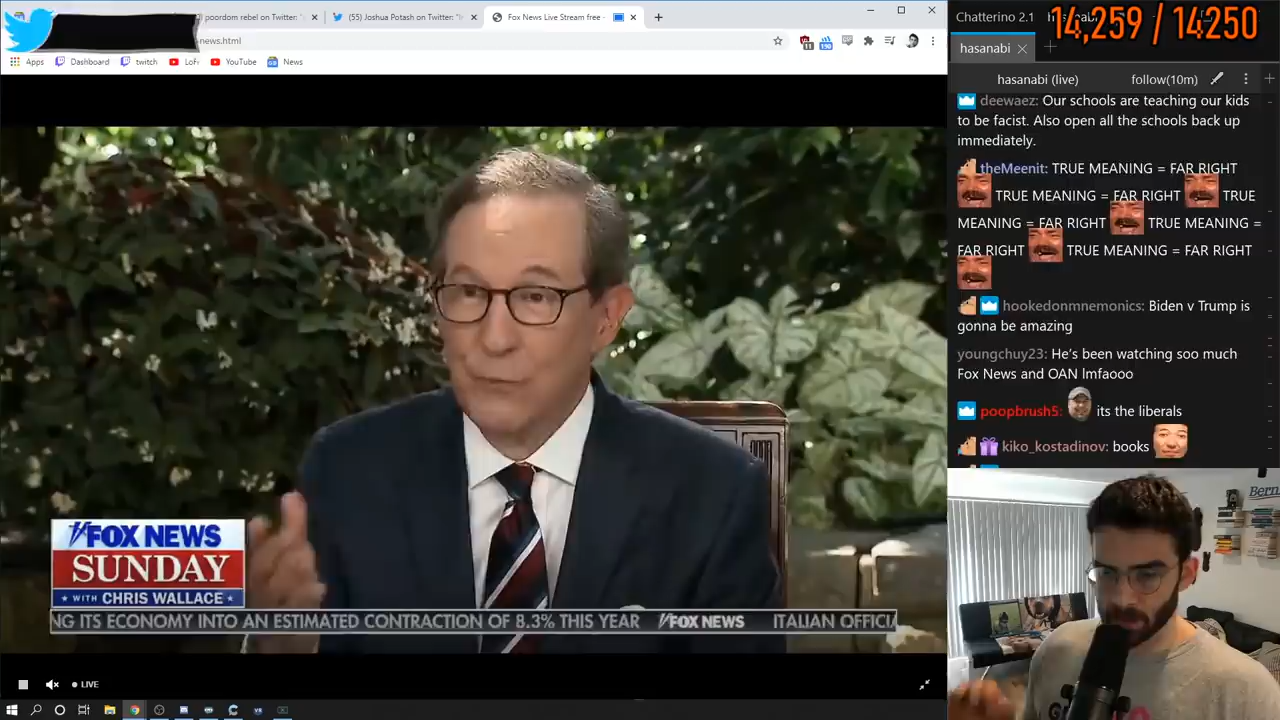 poordom rebel on Twitter: "
(55) Joshua Potash on Twitter: "I
Fox News Live Stream free -
news.html
11
190
Apps
Dashboard
twitch
Lofi
YouTube
News
FOX NEWS
SUNDAY
WITH CHRIS WALLACE
NG ITS ECONOMY INTO AN ESTIMATED CONTRACTION OF 8.3% THIS YEAR FOX NEWS ITALIAN OFFICI
LIVE
Chatterino 2.1
14,259 / 14250
hasanabi
hasanabi (live)
follow(10m)
deewaez: Our schools are teaching our kids
to be facist. Also open all the schools back up
immediately.
theMeenit: TRUE MEANING = FAR RIGHT
TRUE MEANING = FAR RIGHT TRUE
MEANING = FAR RIGHT TRUE MEANING =
FAR RIGHT TRUE MEANING = FAR RIGHT
hookedonmnemonics: Biden v Trump is
gonna be amazing
youngchuy23: He's been watching soo much
Fox News and OAN lmfaooo
poopbrush5: its the liberals
kiko_kostadinov: books
Bern